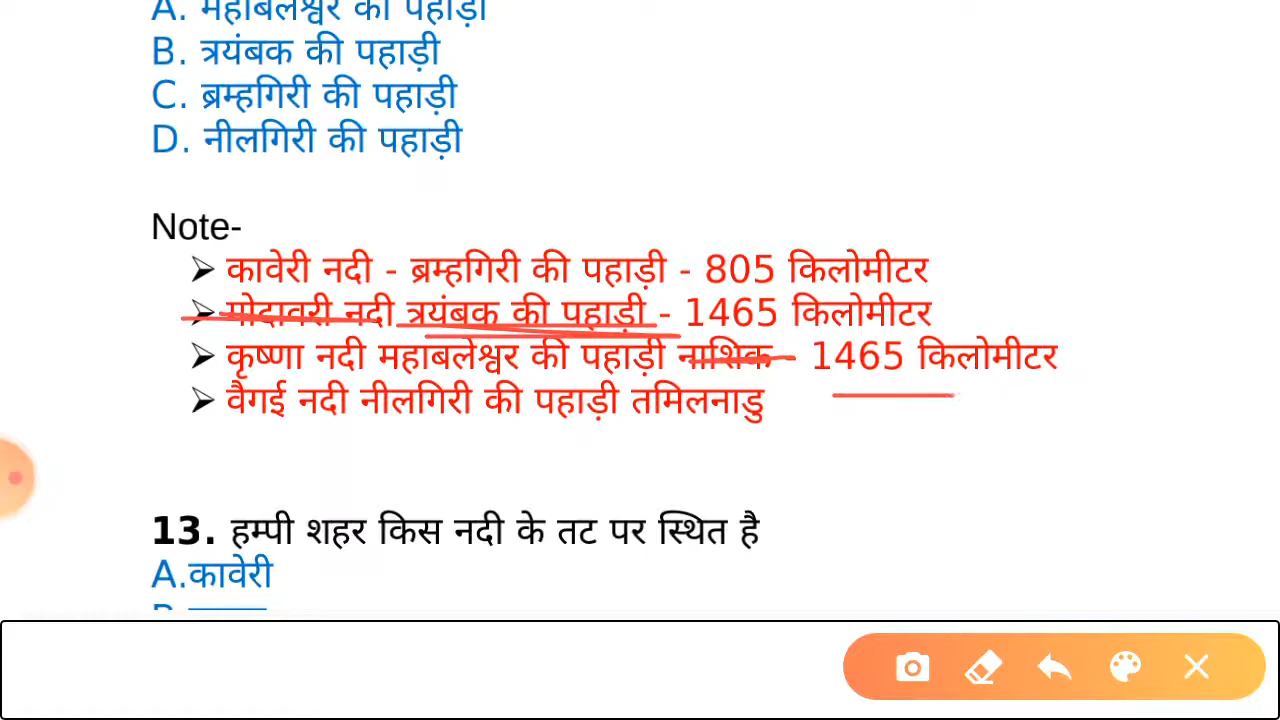 A. महाबलेश्वर की पहाड़ी
B. त्रयंबक की पहाड़ी
C. ब्रम्हगिरी की पहाड़ी
D. नीलगिरी की पहाड़ी
Note-
➢ कावेरी नदी - ब्रम्हगिरी की पहाड़ी - 805 किलोमीटर
➢ गोदावरी नदी त्रयंबक की पहाड़ी - 1465 किलोमीटर
➢ कृष्णा नदी महाबलेश्वर की पहाड़ी नाशिक - 1465 किलोमीटर
➢ वैगई नदी नीलगिरी की पहाड़ी तमिलनाडु
13. हम्पी शहर किस नदी के तट पर स्थित है
A.कावेरी